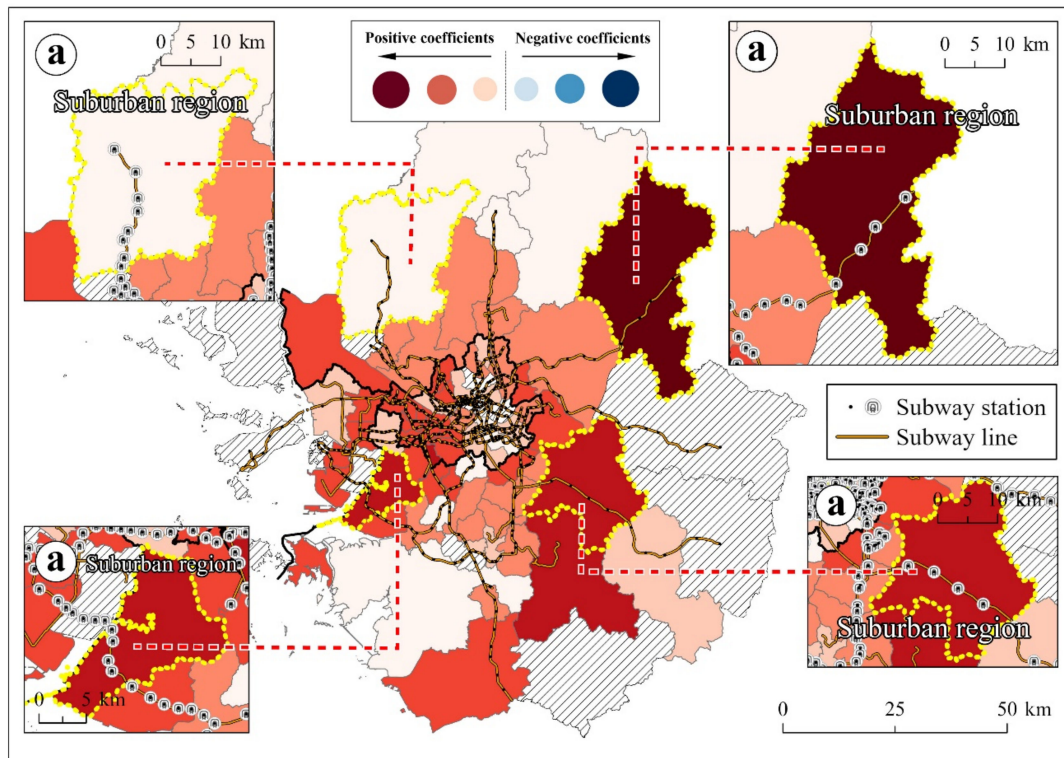 a
0 5 10 km
Suburban region
Positive coefficients
Negative coefficients
a
0 5 10 km
Suburban region
Subway station
Subway line
a
Suburban region
0 5 km
a
0 5 10 km
Suburban region
0 25 50 km